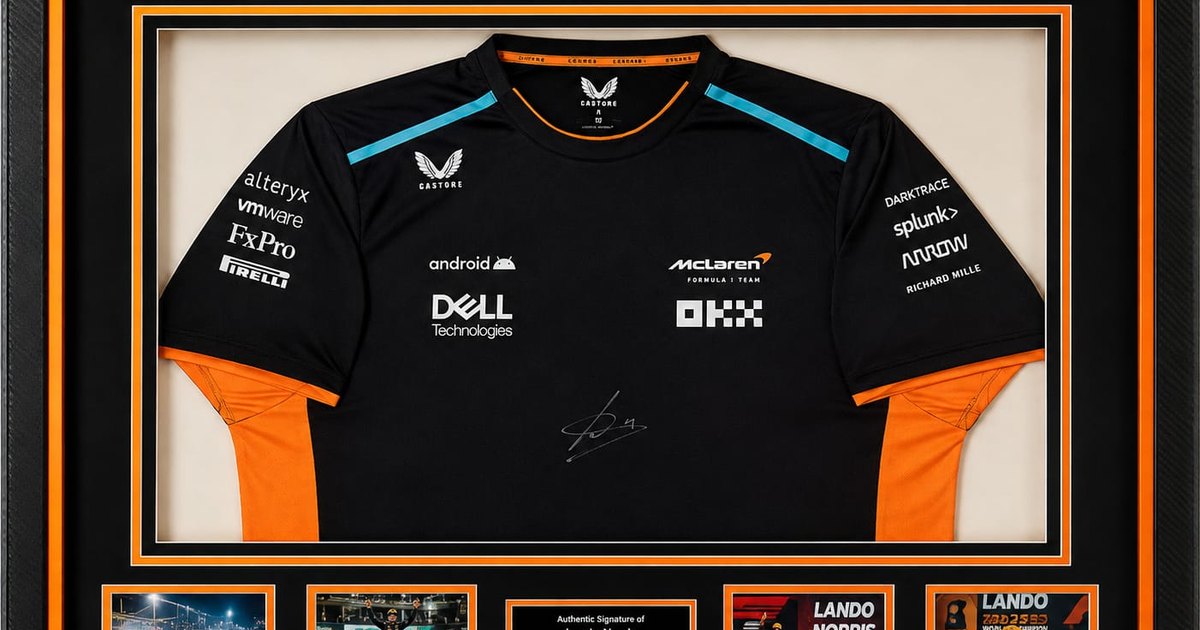 CASTORE
CASTORE
alteryx
vmware
FxPro
PIRELLI
android
DELL
Technologies
McLaren
FORMULA 1 TEAM
OKX
DARKTRACE
splunk>
ARROW
RICHARD MILLE
Authentic Signature of
LANDO
NORRIS
LANDO